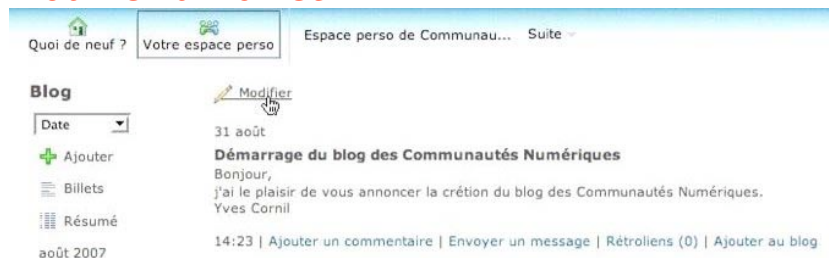 Quoi de neuf ?
Votre espace perso
Espace perso de Communau...
Suite
Blog
Modifier
Date
31 août
Ajouter
Démarrage du blog des Communautés Numériques
Bonjour,
Billets
j'ai le plaisir de vous annoncer la crétion du blog des Communautés Numériques.
Yves Cornil
Résumé
14:23 | Ajouter un commentaire | Envoyer un message | Rétroliens (0) | Ajouter au blog
août 2007